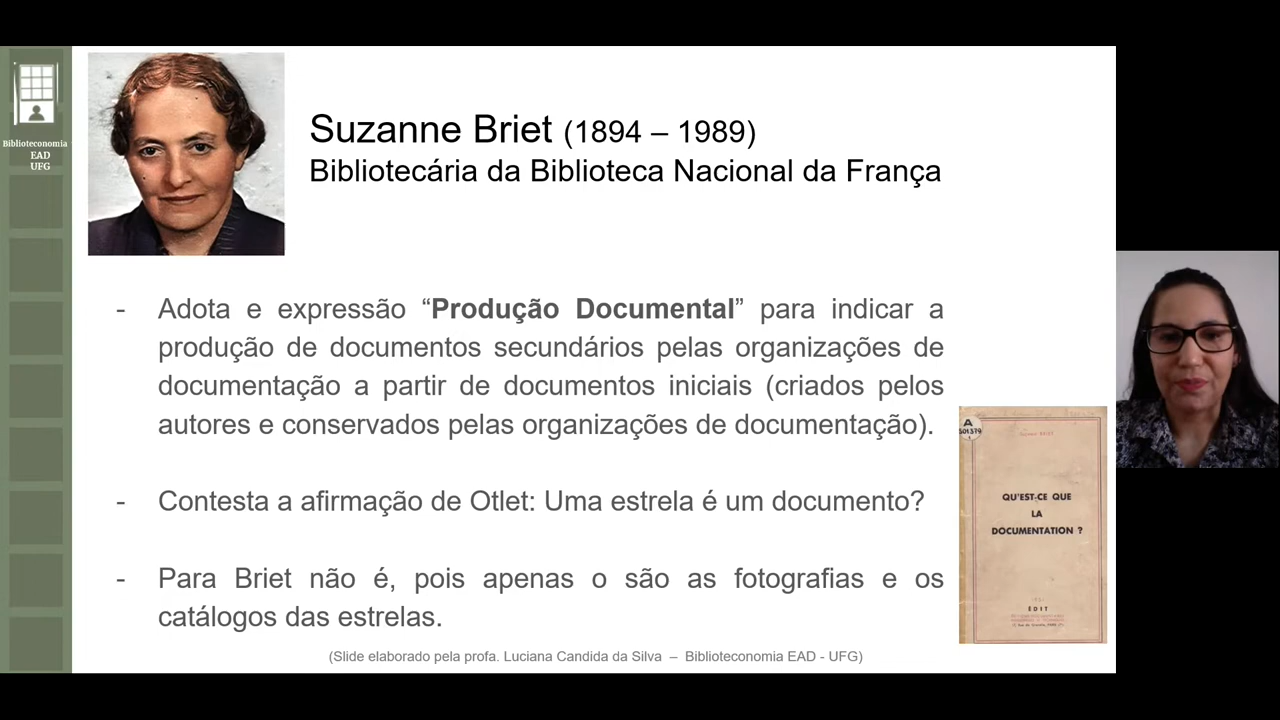 Biblioteconomia
EAD
UFG
Suzanne Briet (1894 – 1989)
Bibliotecária da Biblioteca Nacional da França
- Adota e expressão “Produção Documental” para indicar a
produção de documentos secundários pelas organizações de
documentação a partir de documentos iniciais (criados pelos
autores e conservados pelas organizações de documentação).
- Contesta a afirmação de Otlet: Uma estrela é um documento?
- Para Briet não é, pois apenas o são as fotografias e os
catálogos das estrelas.
A
QU'EST-CE QUE
LA
DOCUMENTATION ?
ÉDIT
(Slide elaborado pela profa. Luciana Candida da Silva – Biblioteconomia EAD - UFG)